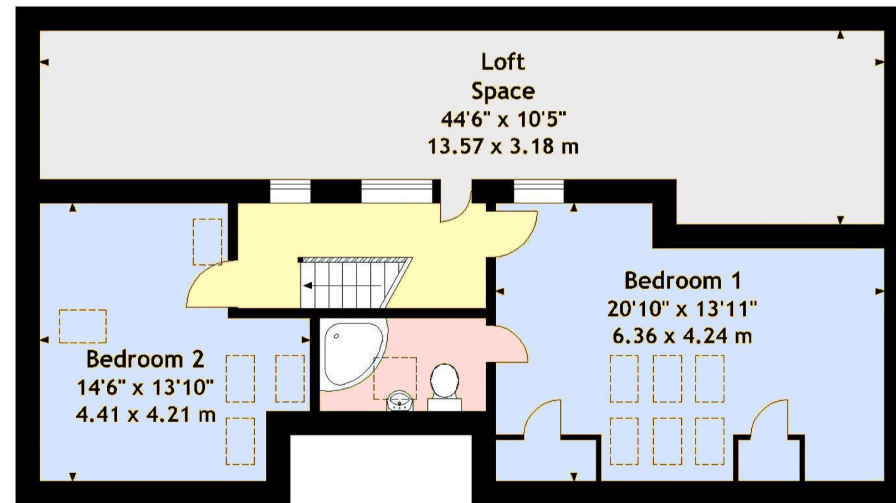 Loft
Space
44'6" x 10'5"
13.57 x 3.18 m
Bedroom 1
20'10" x 13'11"
6.36 x 4.24 m
Bedroom 2
14'6" x 13'10"
4.41 x 4.21 m